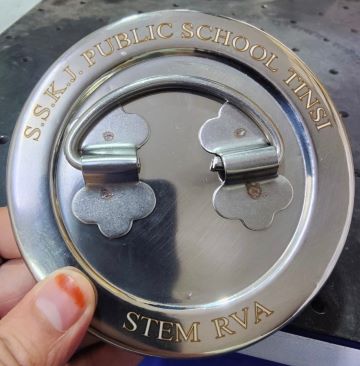 S.S.K.J. PUBLIC SCHOOL TINSI
STEM RVA